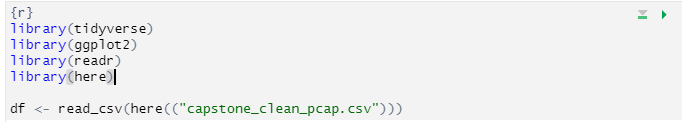 {r}
library(tidyverse)
library(ggplot2)
library(readr)
library(here)
df <- read_csv(here(("capstone_clean_pcap.csv")))